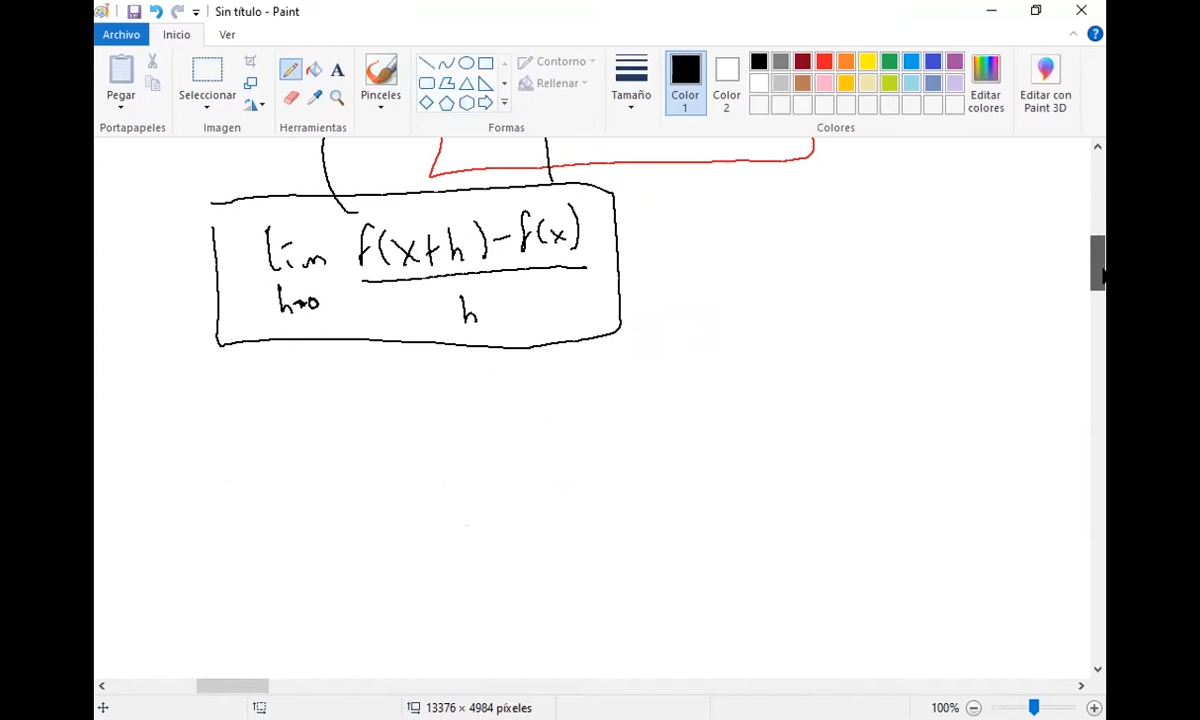 Sin título - Paint
Archivo Inicio Ver
Pegar Seleccionar A Pinceles Contorno Rellenar Tamaño Color 1 Color 2 Editar colores Editar con Paint 3D
Portapapeles Imagen Herramientas Formas Colores
lim f(x+h)-f(x)
h→0 h
13376 × 4984 píxeles 100%